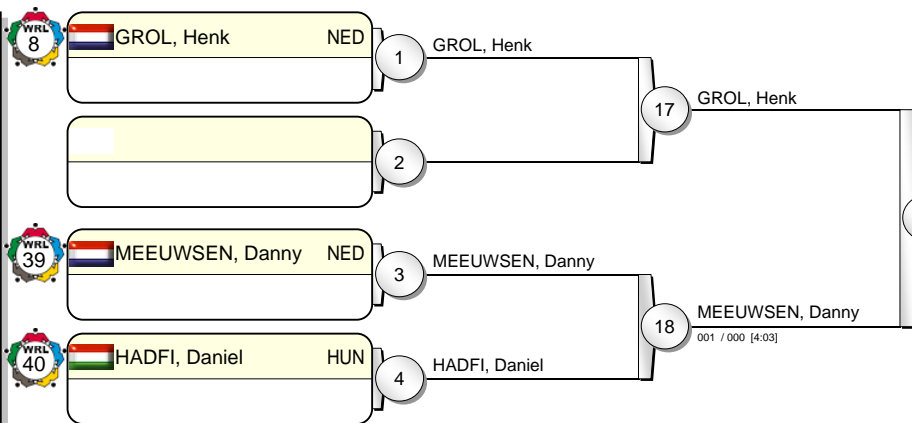 WRL
8
GROL, Henk NED
1
GROL, Henk
17
GROL, Henk
2
WRL
39
MEEUWSEN, Danny NED
3
MEEUWSEN, Danny
18
MEEUWSEN, Danny
001 / 000 [4:03]
WRL
40
HADFI, Daniel HUN
4
HADFI, Daniel